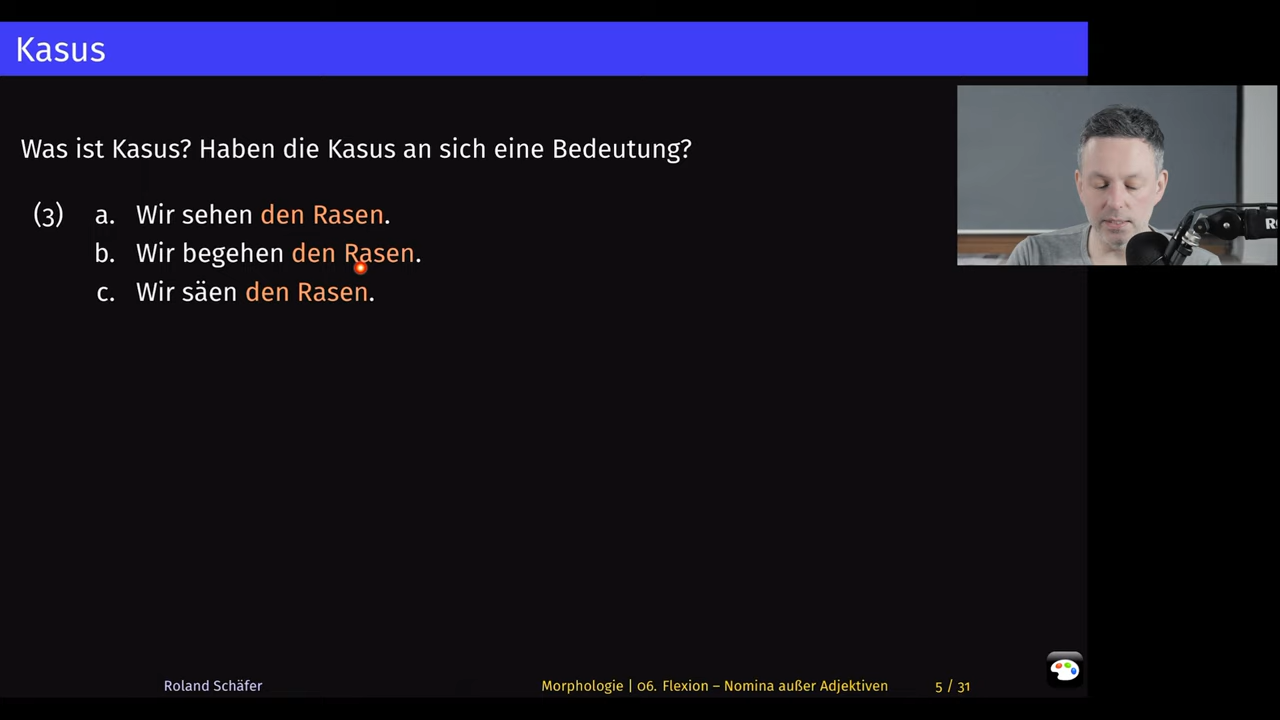 Kasus
Was ist Kasus? Haben die Kasus an sich eine Bedeutung?
(3) a. Wir sehen den Rasen.
b. Wir begehen den Rasen.
c. Wir säen den Rasen.
Roland Schäfer
Morphologie | 06. Flexion – Nomina außer Adjektiven
5 / 31